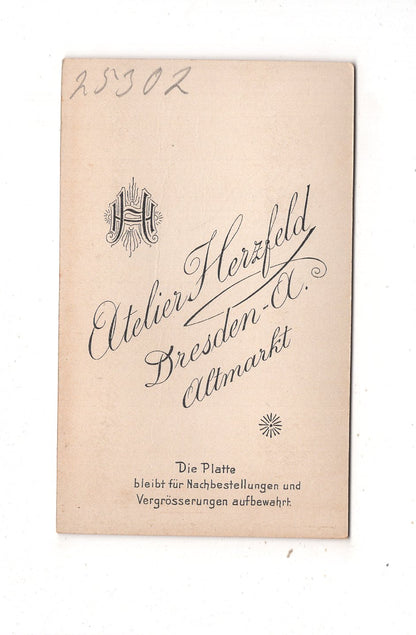 25302
H H
Atelier Herzfeld
Dresden-A.
Altmarkt
Die Platte
bleibt für Nachbestellungen und
Vergrösserungen aufbewahrt.